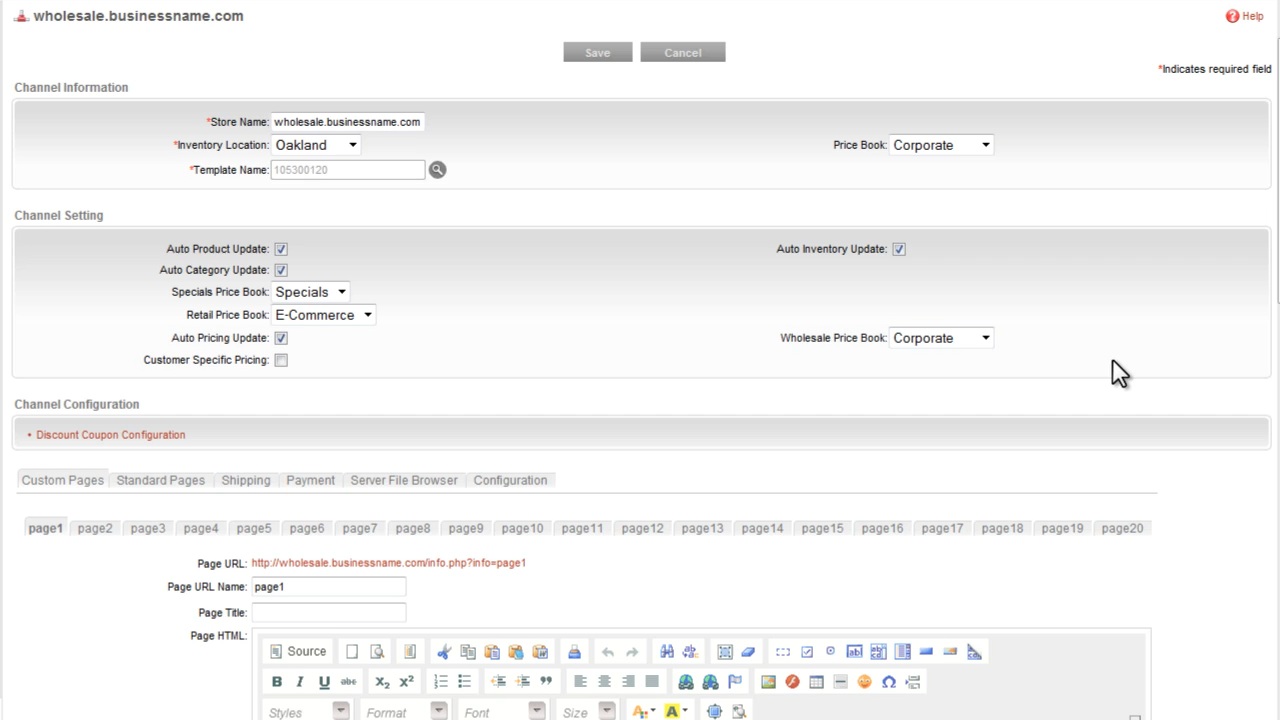 wholesale.businessname.com
Help
Save Cancel
*Indicates required field
Channel Information
*Store Name: wholesale.businessname.com
*Inventory Location: Oakland Price Book: Corporate
*Template Name: 105300120
Channel Setting
Auto Product Update: Auto Inventory Update:
Auto Category Update:
Specials Price Book: Specials
Retail Price Book: E-Commerce
Auto Pricing Update: Wholesale Price Book: Corporate
Customer Specific Pricing:
Channel Configuration
• Discount Coupon Configuration
Custom Pages Standard Pages Shipping Payment Server File Browser Configuration
page1 page2 page3 page4 page5 page6 page7 page8 page9 page10 page11 page12 page13 page14 page15 page16 page17 page18 page19 page20
Page URL: http://wholesale.businessname.com/info.php?info=page1
Page URL Name: page1
Page Title:
Page HTML:
Source
B I U abc X₂ X²
Styles Format Font Size A A